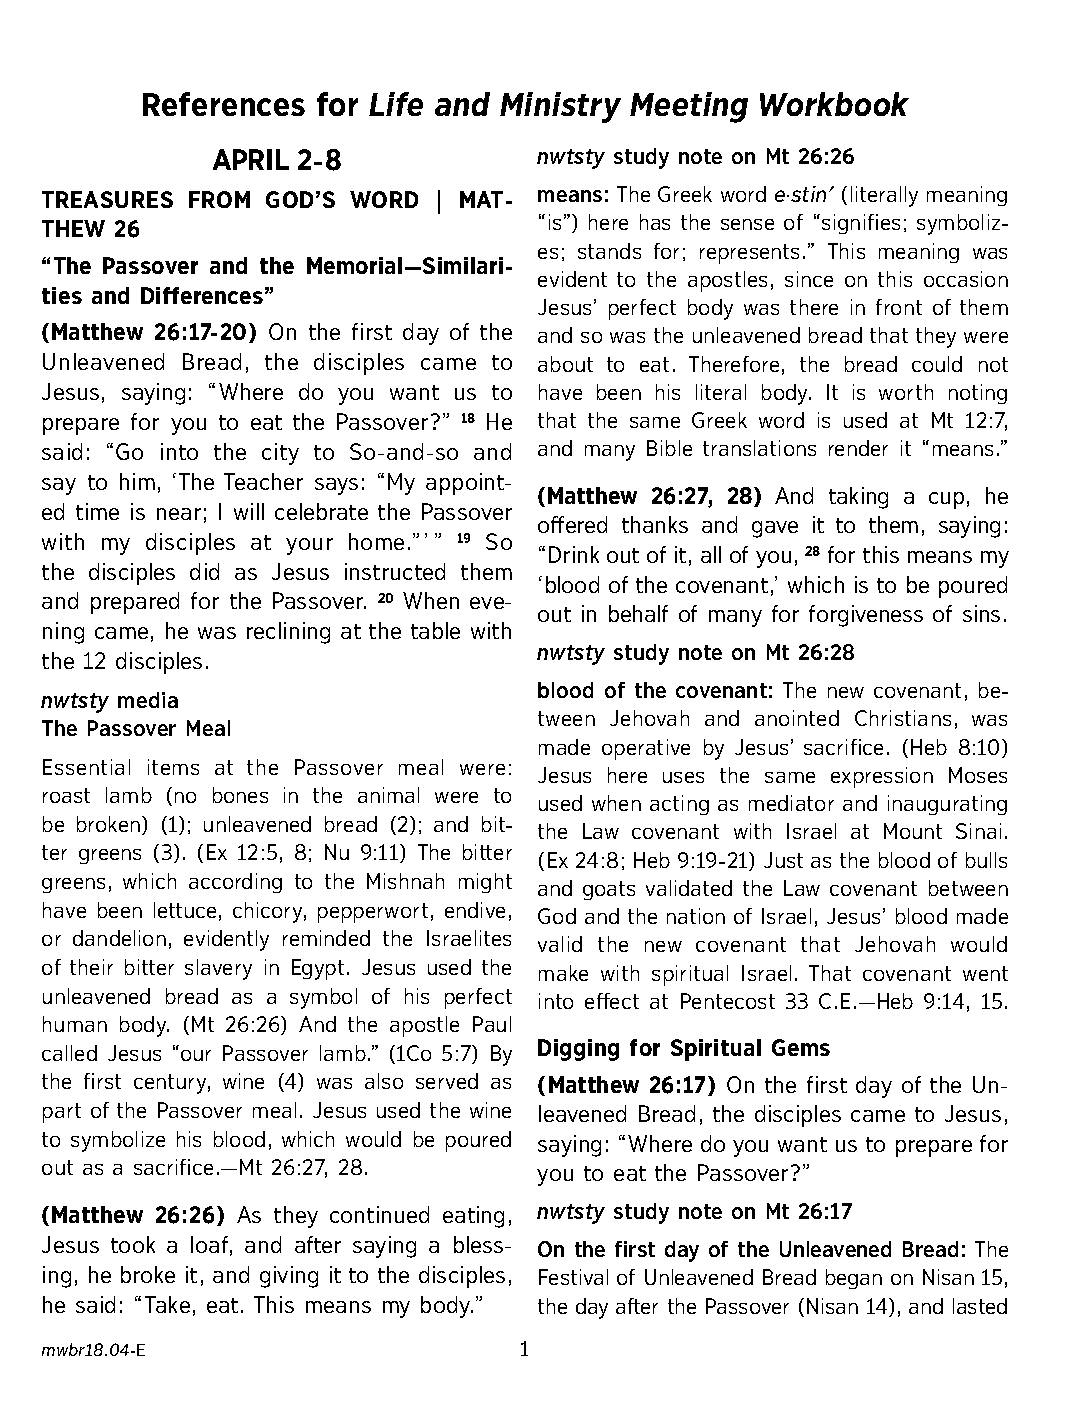 References for Life and Ministry Meeting Workbook
APRIL 2-8
TREASURES FROM GOD’S WORD | MAT-
THEW 26
“The Passover and the Memorial—Similari-
ties and Differences”
(Matthew 26:17-20) On the first day of the
Unleavened Bread, the disciples came to
Jesus, saying: “Where do you want us to
prepare for you to eat the Passover?” 18 He
said: “Go into the city to So-and-so and
say to him, ‘The Teacher says: “My appoint-
ed time is near; I will celebrate the Passover
with my disciples at your home.” ’ ” 19 So
the disciples did as Jesus instructed them
and prepared for the Passover. 20 When eve-
ning came, he was reclining at the table with
the 12 disciples.
nwtsty media
The Passover Meal
Essential items at the Passover meal were:
roast lamb (no bones in the animal were to
be broken) (1); unleavened bread (2); and bit-
ter greens (3). (Ex 12:5, 8; Nu 9:11) The bitter
greens, which according to the Mishnah might
have been lettuce, chicory, pepperwort, endive,
or dandelion, evidently reminded the Israelites
of their bitter slavery in Egypt. Jesus used the
unleavened bread as a symbol of his perfect
human body. (Mt 26:26) And the apostle Paul
called Jesus “our Passover lamb.” (1Co 5:7) By
the first century, wine (4) was also served as
part of the Passover meal. Jesus used the wine
to symbolize his blood, which would be poured
out as a sacrifice.—Mt 26:27, 28.
(Matthew 26:26) As they continued eating,
Jesus took a loaf, and after saying a bless-
ing, he broke it, and giving it to the disciples,
he said: “Take, eat. This means my body.”
nwtsty study note on Mt 26:26
means: The Greek word e·stin′ (literally meaning
“is”) here has the sense of “signifies; symboliz-
es; stands for; represents.” This meaning was
evident to the apostles, since on this occasion
Jesus’ perfect body was there in front of them
and so was the unleavened bread that they were
about to eat. Therefore, the bread could not
have been his literal body. It is worth noting
that the same Greek word is used at Mt 12:7,
and many Bible translations render it “means.”
(Matthew 26:27, 28) And taking a cup, he
offered thanks and gave it to them, saying:
“Drink out of it, all of you, 28 for this means my
‘blood of the covenant,’ which is to be poured
out in behalf of many for forgiveness of sins.
nwtsty study note on Mt 26:28
blood of the covenant: The new covenant, be-
tween Jehovah and anointed Christians, was
made operative by Jesus’ sacrifice. (Heb 8:10)
Jesus here uses the same expression Moses
used when acting as mediator and inaugurating
the Law covenant with Israel at Mount Sinai.
(Ex 24:8; Heb 9:19-21) Just as the blood of bulls
and goats validated the Law covenant between
God and the nation of Israel, Jesus’ blood made
valid the new covenant that Jehovah would
make with spiritual Israel. That covenant went
into effect at Pentecost 33 C.E.—Heb 9:14, 15.
Digging for Spiritual Gems
(Matthew 26:17) On the first day of the Un-
leavened Bread, the disciples came to Jesus,
saying: “Where do you want us to prepare for
you to eat the Passover?”
nwtsty study note on Mt 26:17
On the first day of the Unleavened Bread: The
Festival of Unleavened Bread began on Nisan 15,
the day after the Passover (Nisan 14), and lasted
mwbr18.04-E
1